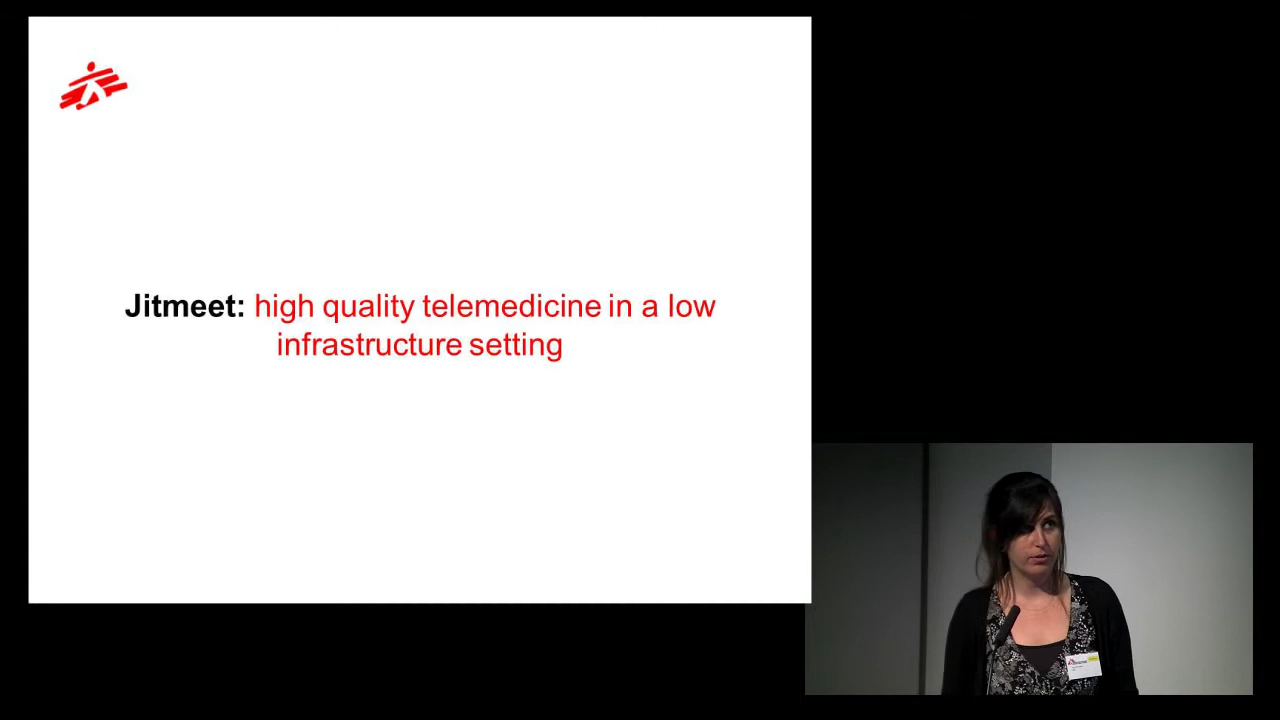 Jitmeet: high quality telemedicine in a low
infrastructure setting